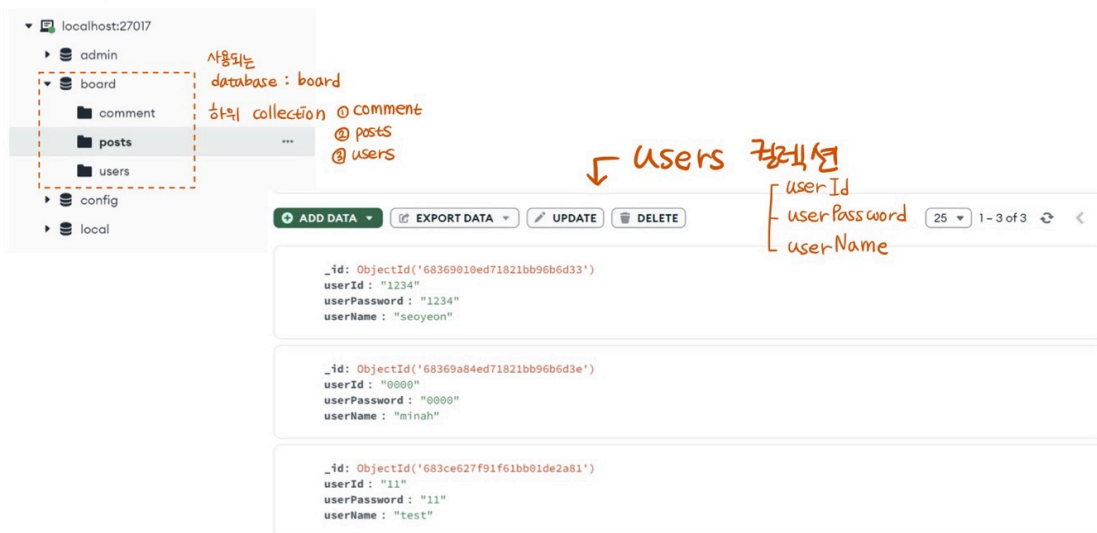 localhost:27017
admin
board
comment
posts
users
config
local
사용되는
database : board
하위 collection ① comment
② posts
③ users
users 컬렉션
userId
userPassword
userName
ADD DATA
EXPORT DATA
UPDATE
DELETE
25
1 – 3 of 3
_id: ObjectId('68369010ed71821bb96b6d33')
userId : "1234"
userPassword : "1234"
userName : "seoyeon"
_id: ObjectId('68369a84ed71821bb96b6d3e')
userId : "0000"
userPassword : "0000"
userName : "minah"
_id: ObjectId('683ce627f91f61bb01de2a81')
userId : "11"
userPassword : "11"
userName : "test"